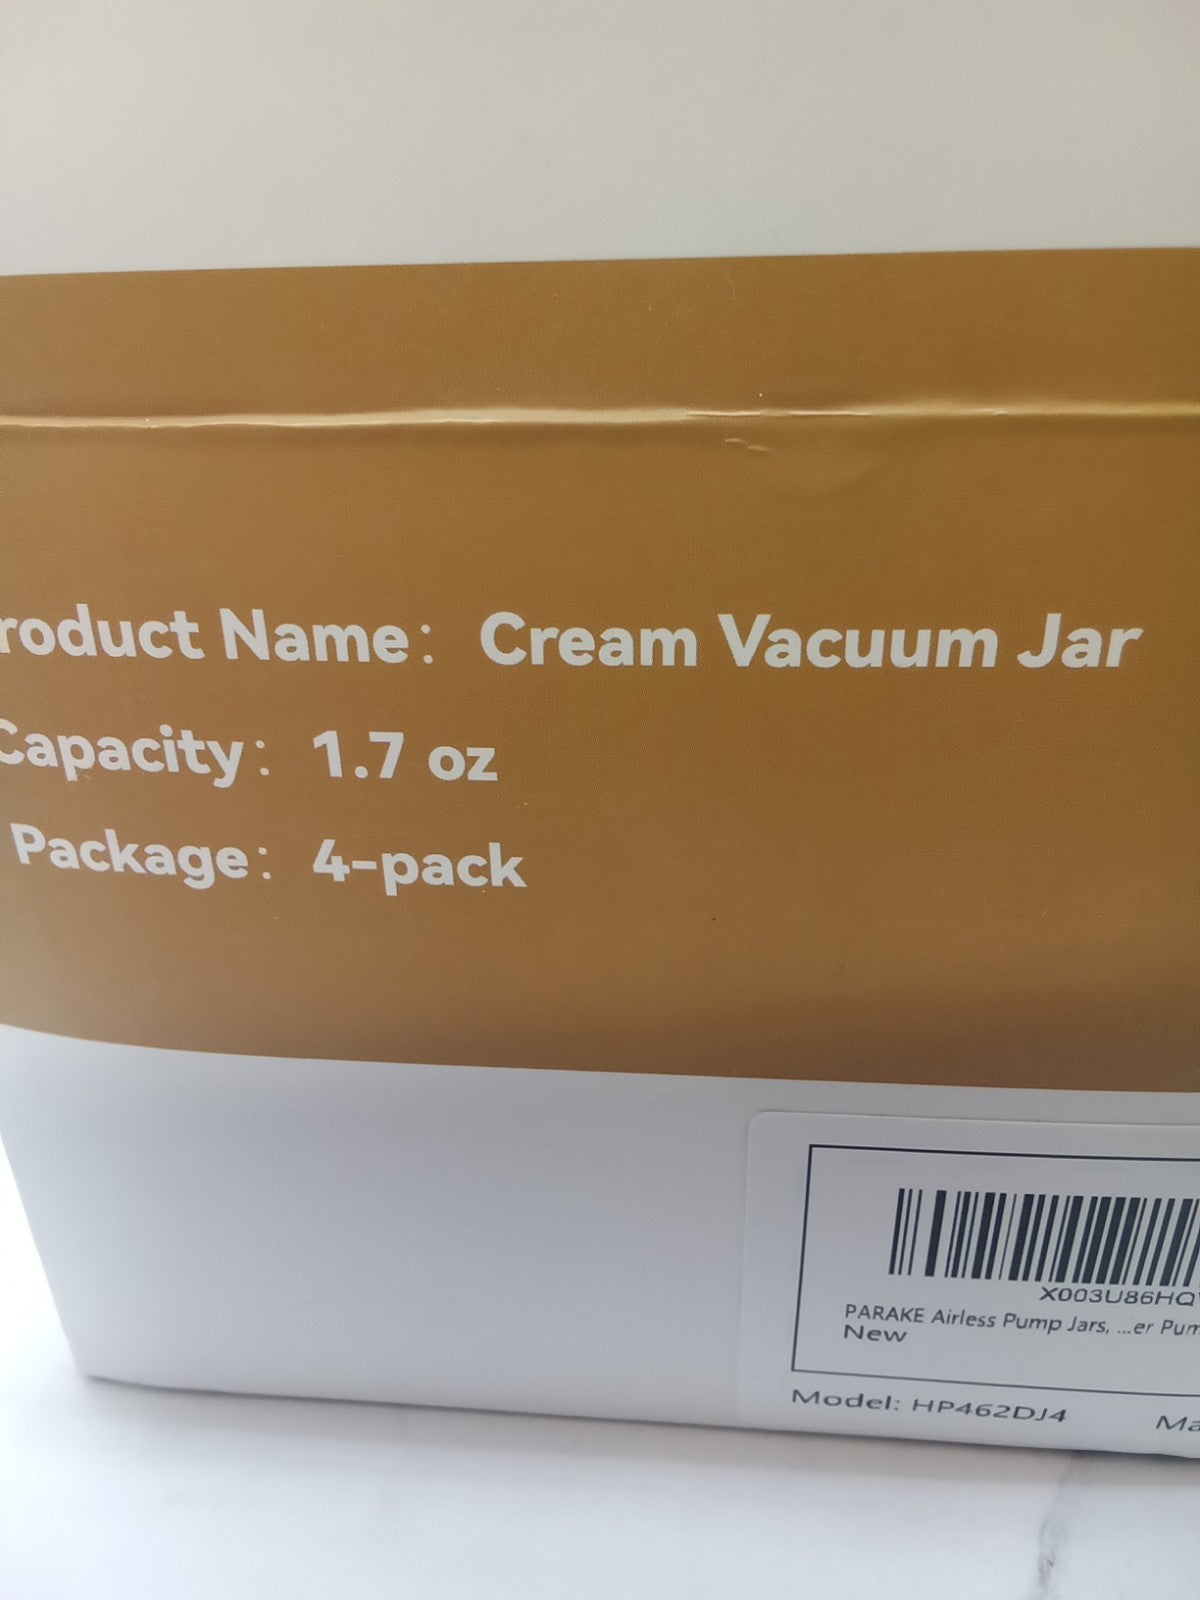 roduct Name： Cream Vacuum Jar
Capacity： 1.7 oz
Package： 4-pack
X003U86HQ
PARAKE Airless Pump Jars, ...er Pum
New
Model: HP462DJ4 Ma